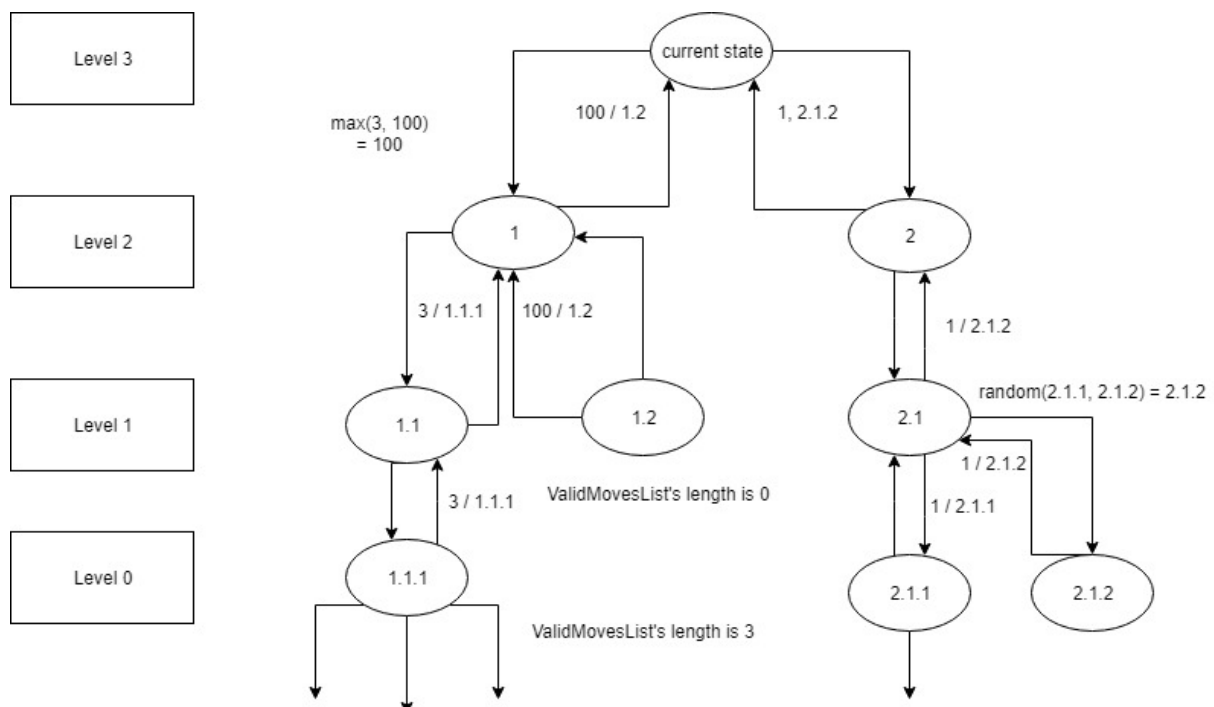 Level 3
current state
100 / 1.2
1, 2.1.2
max(3, 100)
= 100
Level 2
1
2
3 / 1.1.1
100 / 1.2
1 / 2.1.2
Level 1
1.1
1.2
2.1
random(2.1.1, 2.1.2) = 2.1.2
1 / 2.1.2
3 / 1.1.1
ValidMovesList's length is 0
1 / 2.1.1
Level 0
1.1.1
2.1.1
2.1.2
ValidMovesList's length is 3